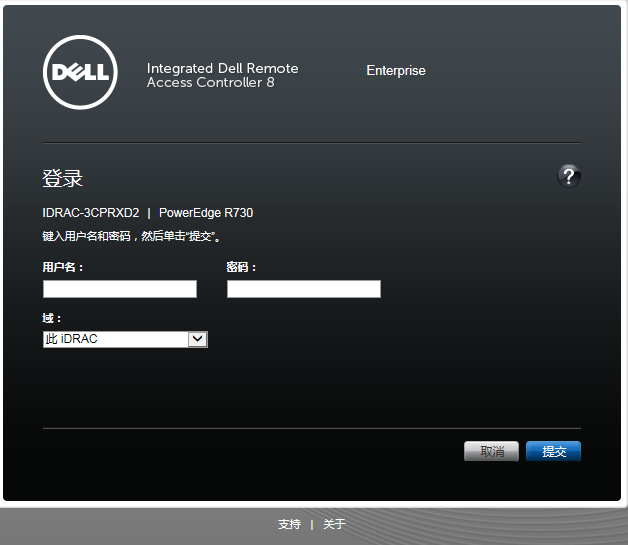 DELL
Integrated Dell Remote
Access Controller 8
Enterprise
登录
?
IDRAC-3CPRXD2 | PowerEdge R730
键入用户名和密码，然后单击“提交”。
用户名： 密码：
域：
此 iDRAC
取消 提交
支持 | 关于